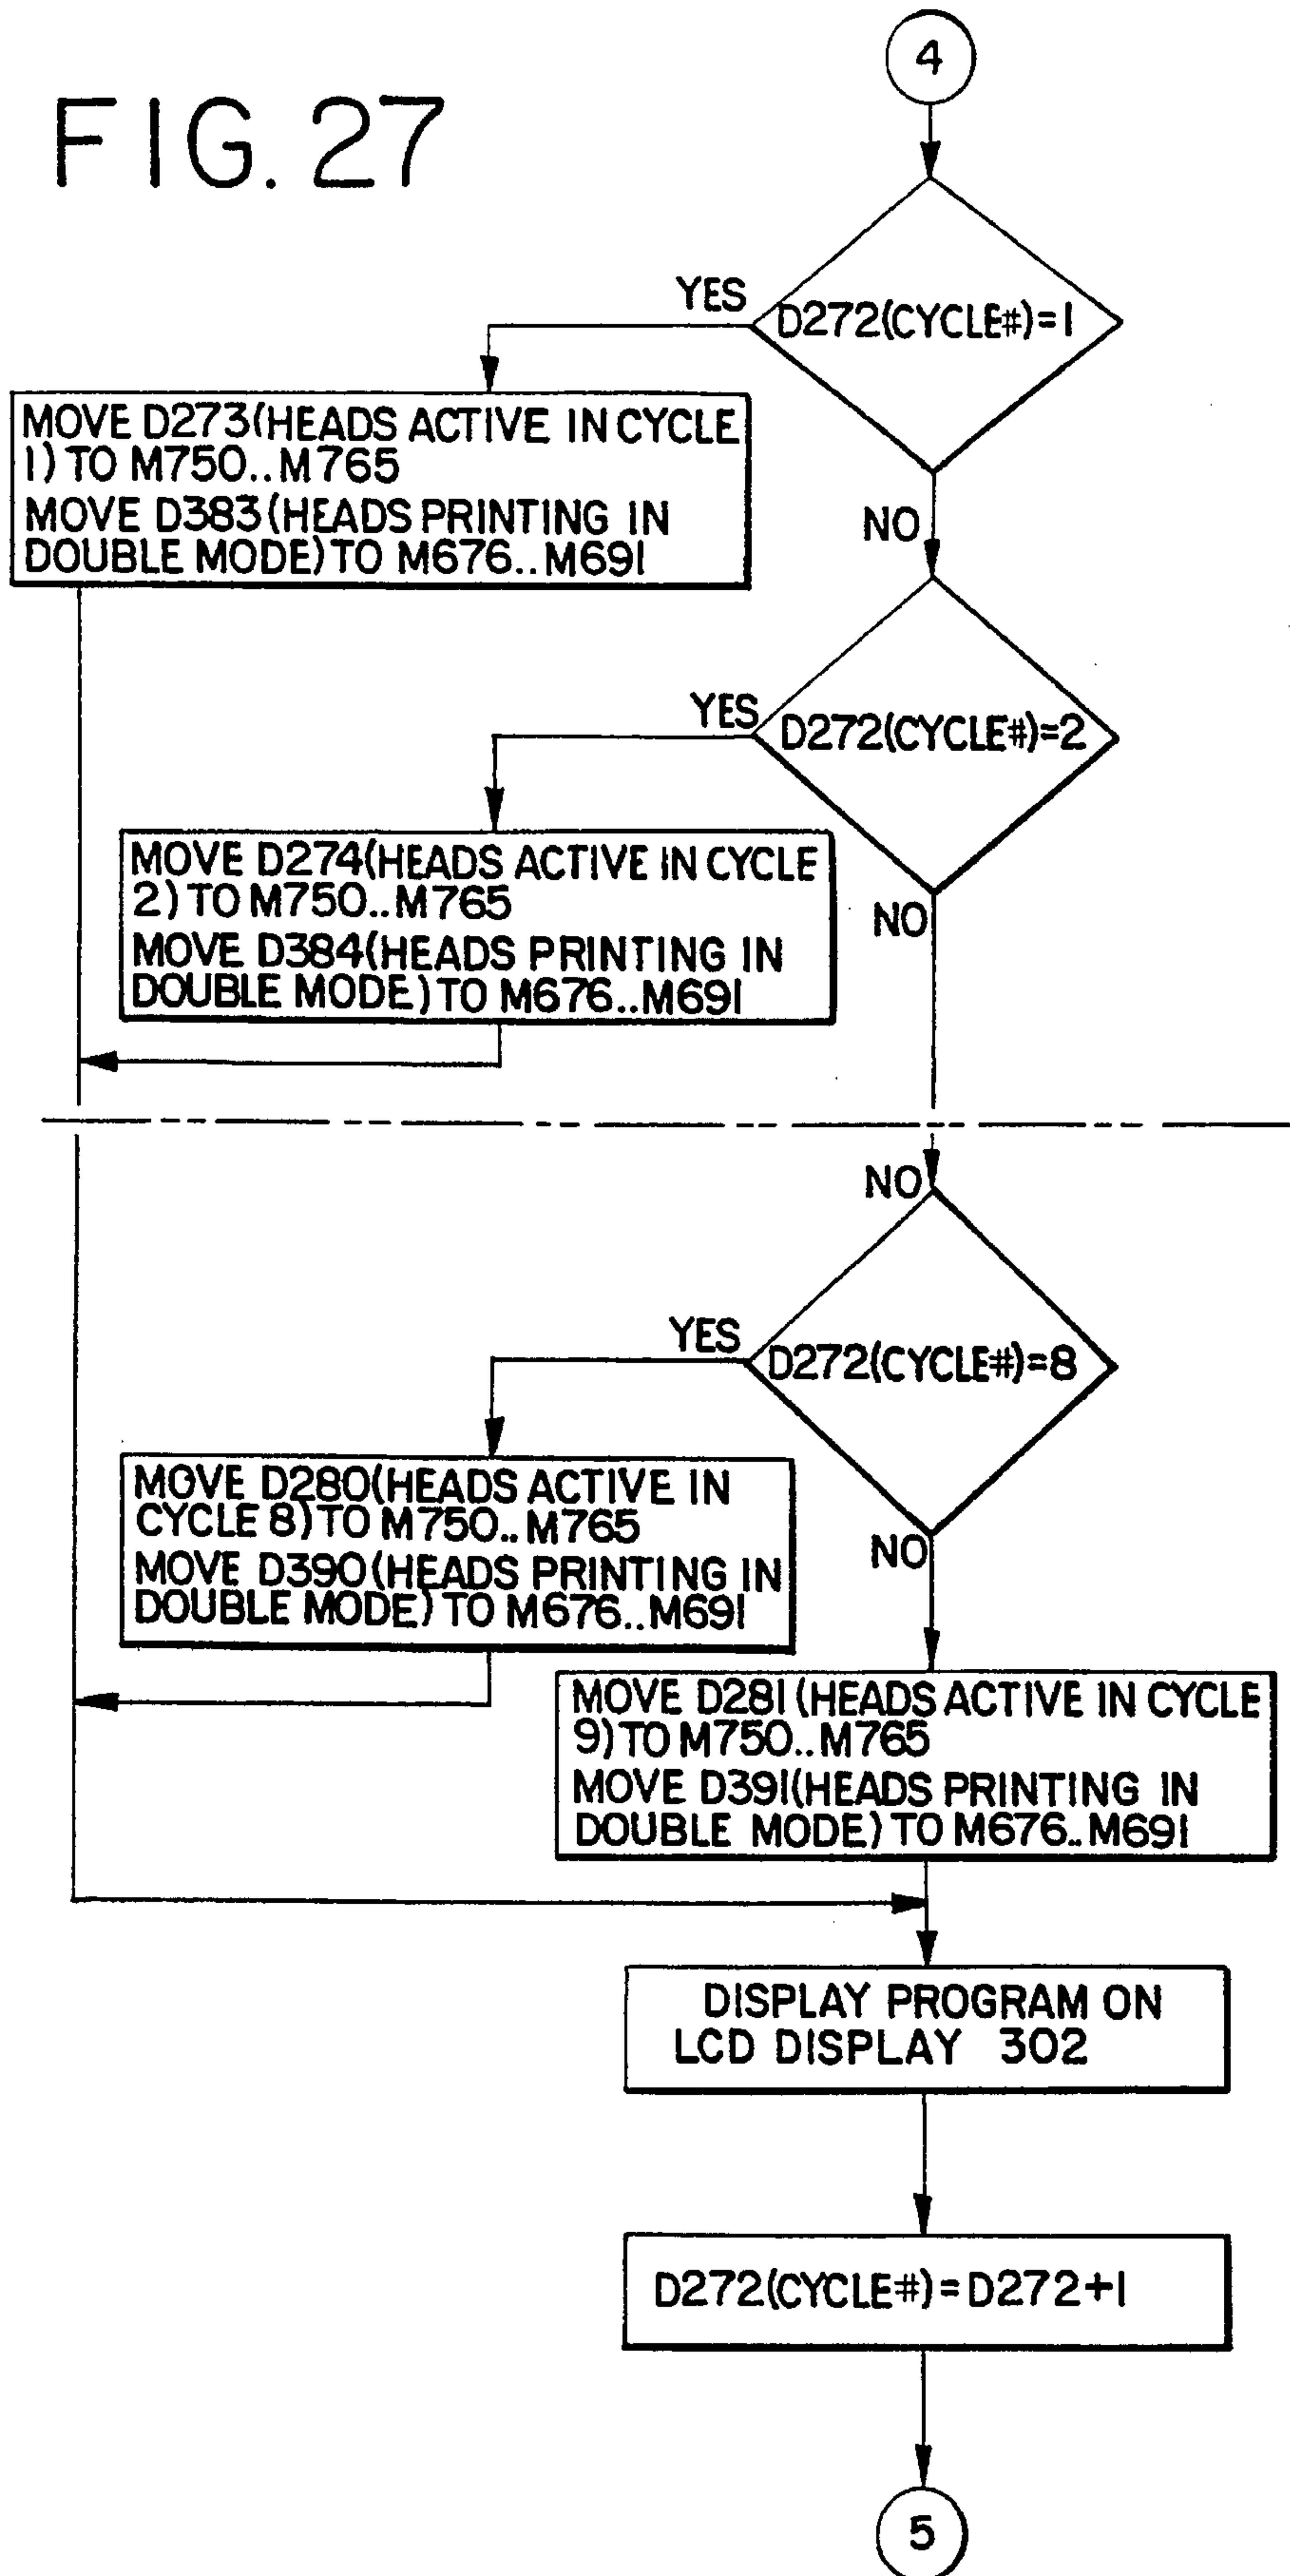 4
FIG. 27
YES
D272(CYCLE#)=1
MOVE D273(HEADS ACTIVE IN CYCLE
1) TO M750..M765
MOVE D383(HEADS PRINTING IN
DOUBLE MODE) TO M676..M691
NO
YES
D272(CYCLE#)=2
MOVE D274(HEADS ACTIVE IN CYCLE
2) TO M750..M765
MOVE D384(HEADS PRINTING IN
DOUBLE MODE) TO M676..M691
NO
NO
YES
D272(CYCLE#)=8
MOVE D280(HEADS ACTIVE IN
CYCLE 8) TO M750..M765
MOVE D390(HEADS PRINTING IN
DOUBLE MODE) TO M676..M691
NO
MOVE D281(HEADS ACTIVE IN CYCLE
9) TO M750..M765
MOVE D391(HEADS PRINTING IN
DOUBLE MODE) TO M676..M691
DISPLAY PROGRAM ON
LCD DISPLAY 302
D272(CYCLE#)=D272+1
5